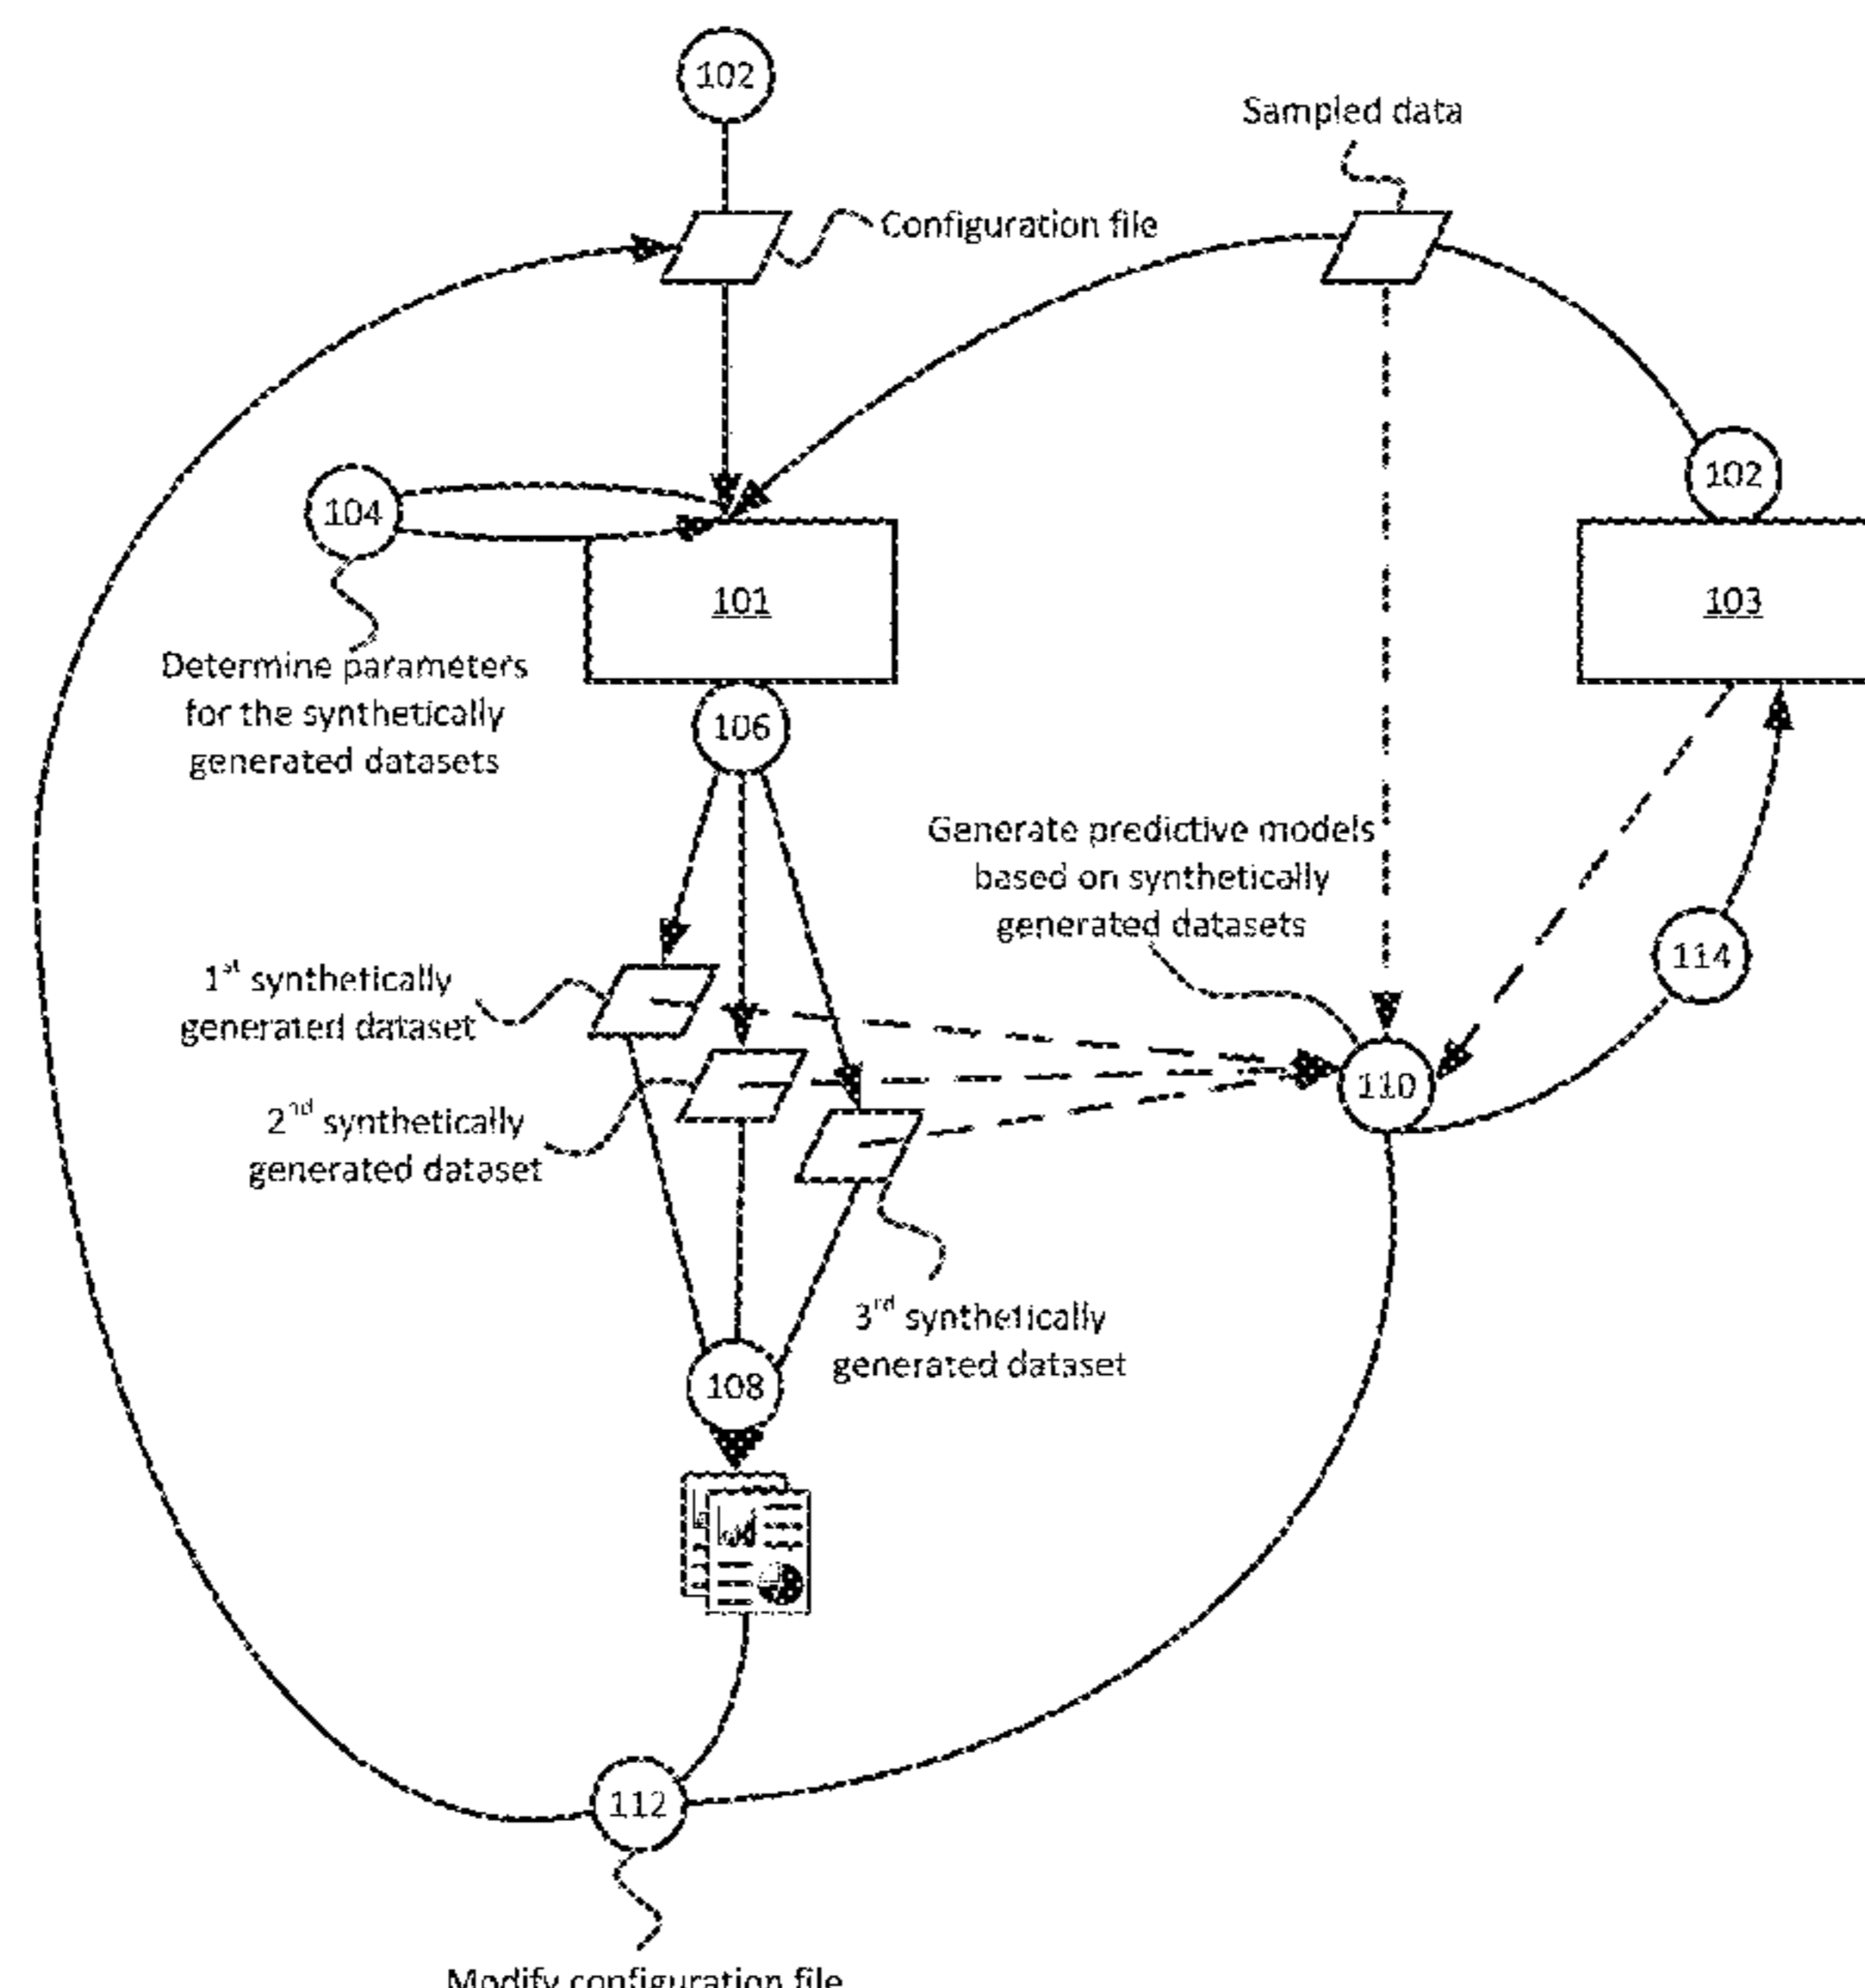 102
Sampled data
Configuration file
102
104
101
103
Determine parameters
for the synthetically
generated datasets
106
Generate predictive models
based on synthetically
generated datasets
114
1st synthetically
generated dataset
110
2nd synthetically
generated dataset
3rd synthetically
generated dataset
108
112
Modify configuration file